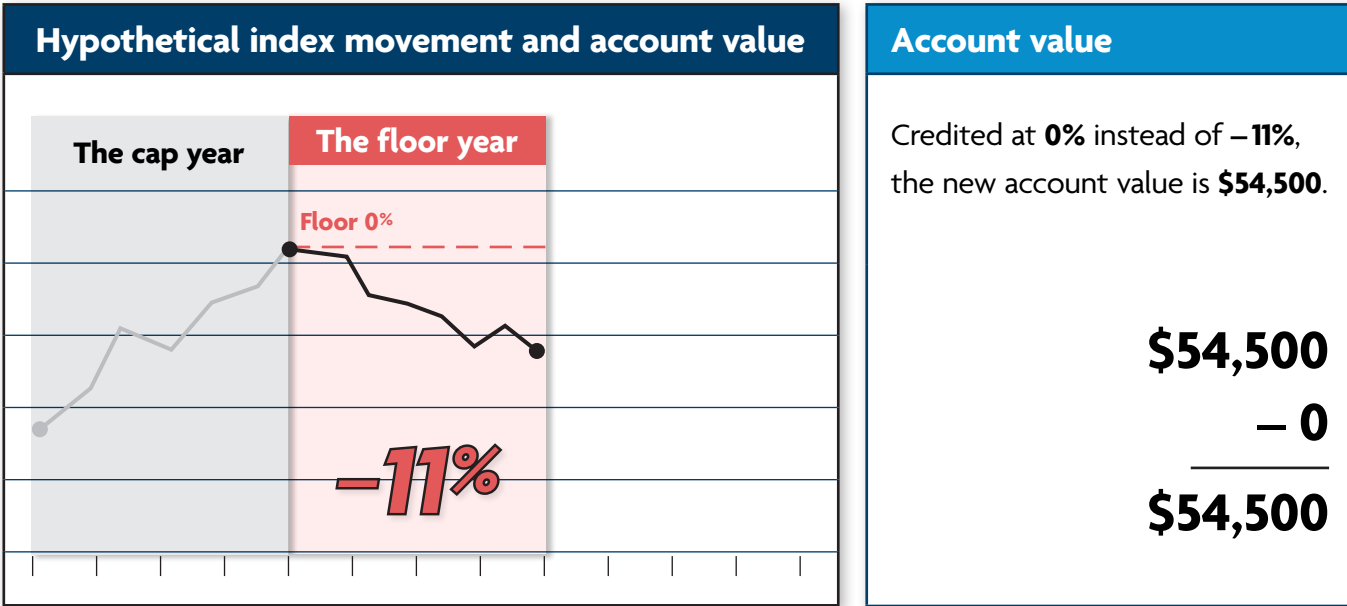 Hypothetical index movement and account value
The cap year
The floor year
Floor 0%
–11%
Account value
Credited at 0% instead of –11%,
the new account value is $54,500.
$54,500
– 0
$54,500